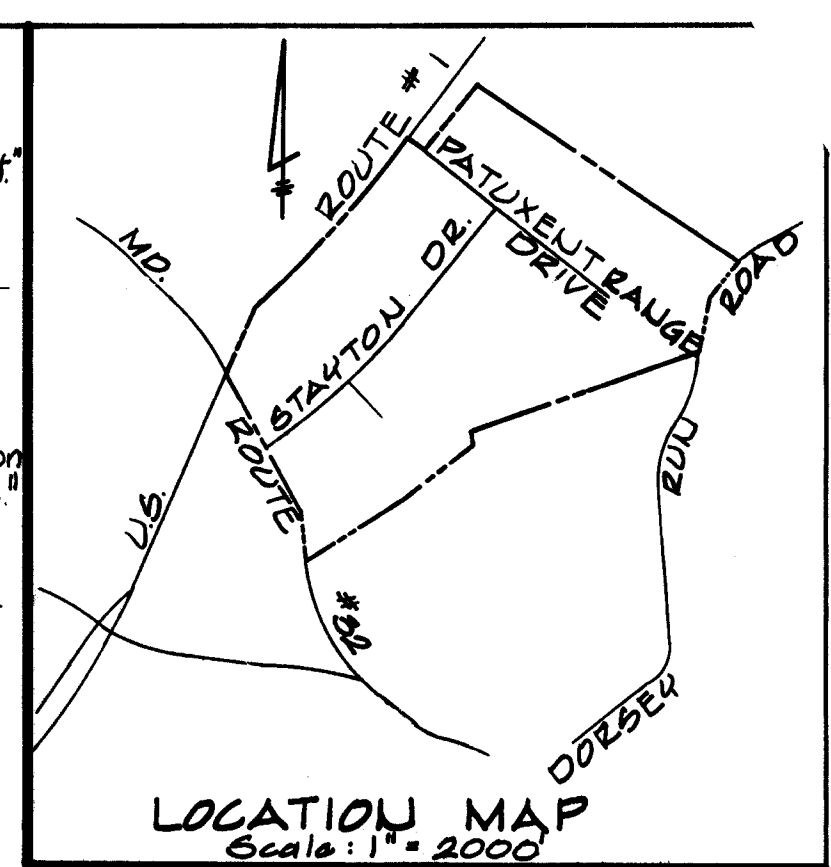 ROUTE # 1
PATUXENT RANGE
DRIVE
ROAD
MD.
ROUTE
# 32
STAYTON DR.
U.S.
RUN
DORSEY
LOCATION MAP
Scale: 1" = 2000'